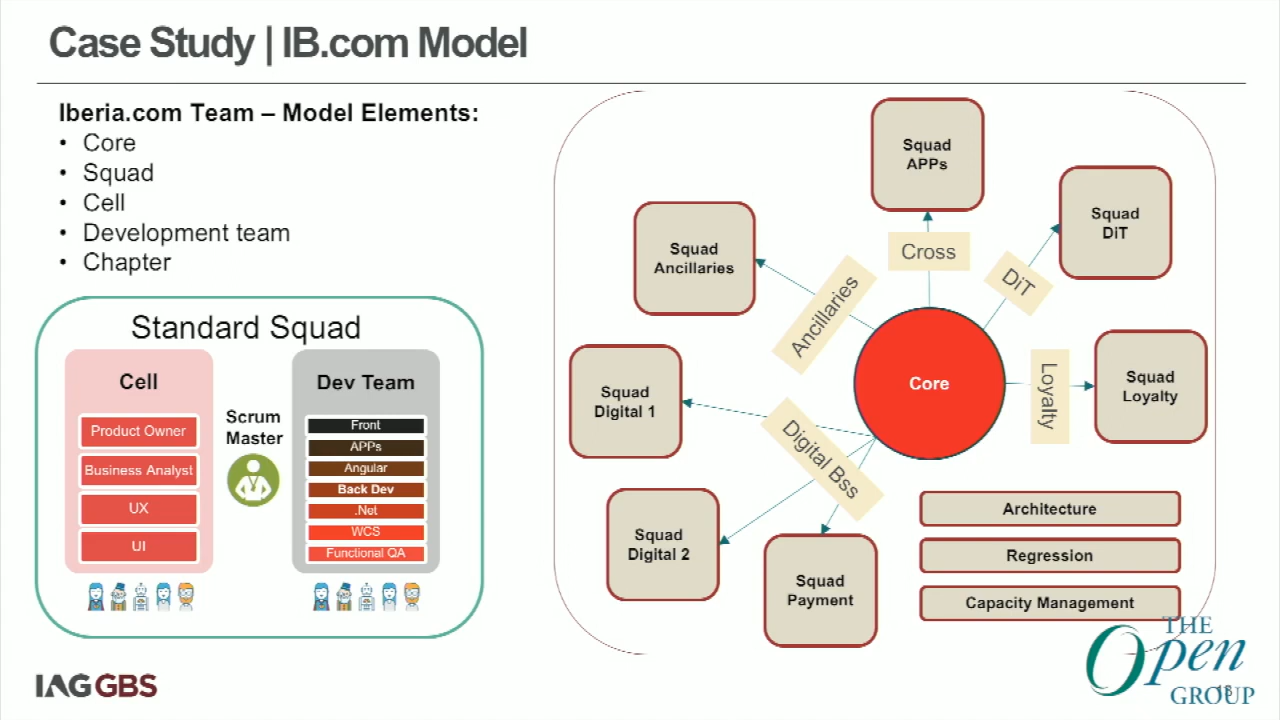 Case Study | IB.com Model
Iberia.com Team – Model Elements:
• Core
• Squad
• Cell
• Development team
• Chapter
Standard Squad
Cell
Product Owner
Business Analyst
UX
UI
Scrum
Master
Dev Team
Front
APPs
Angular
Back Dev
.Net
WCS
Functional QA
Squad
APPs
Squad
DiT
Squad
Ancillaries
Cross
DiT
Ancillaries
Squad
Digital 1
Core
Loyalty
Squad
Loyalty
Digital Bss
Squad
Digital 2
Squad
Payment
Architecture
Regression
Capacity Management
IAG GBS
THE
Open
GROUP